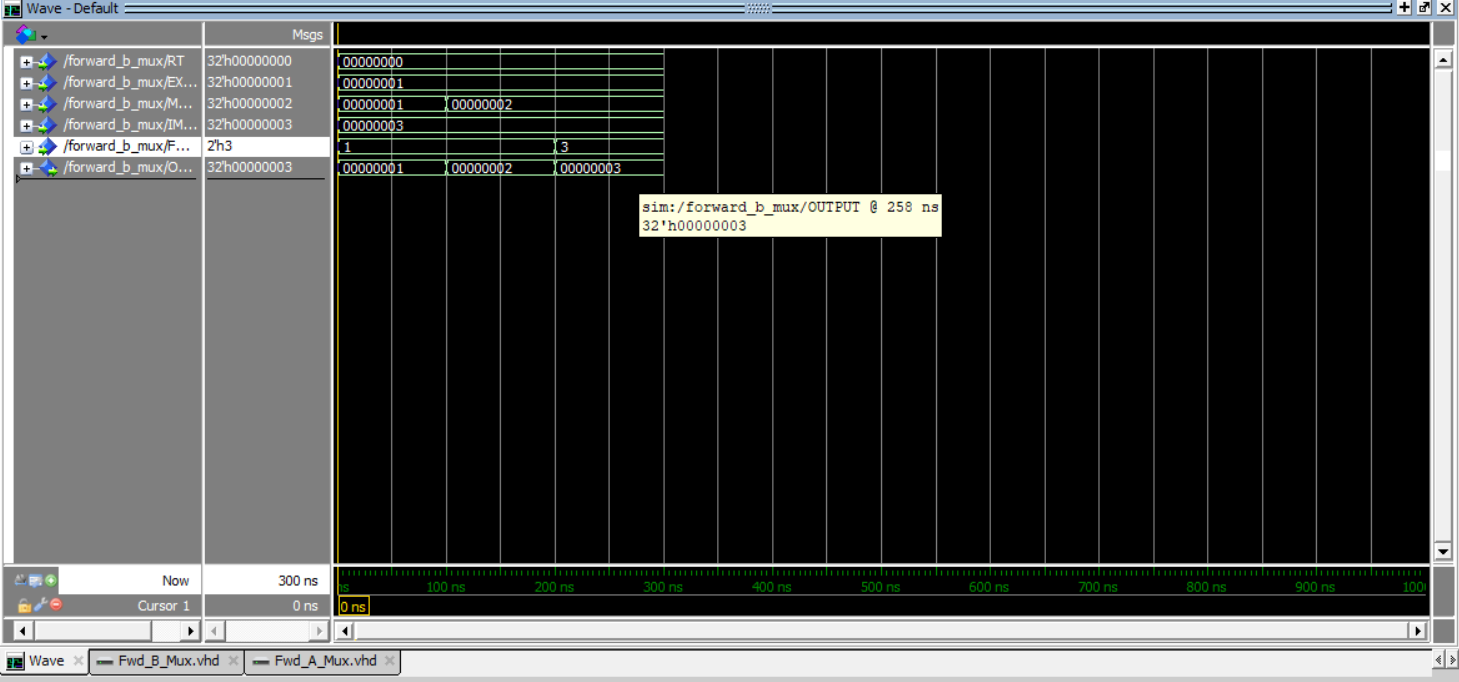 Wave - Default
Msgs
/forward_b_mux/RT 32'h00000000 00000000
/forward_b_mux/EX... 32'h00000001 00000001
/forward_b_mux/M... 32'h00000002 00000001 00000002
/forward_b_mux/IM... 32'h00000003 00000003
/forward_b_mux/F... 2'h3 1 3
/forward_b_mux/O... 32'h00000003 00000001 00000002 00000003
sim:/forward_b_mux/OUTPUT @ 258 ns
32'h00000003
Now 300 ns ns 100 ns 200 ns 300 ns 400 ns 500 ns 600 ns 700 ns 800 ns 900 ns 100
Cursor 1 0 ns 0 ns
Wave Fwd_B_Mux.vhd Fwd_A_Mux.vhd